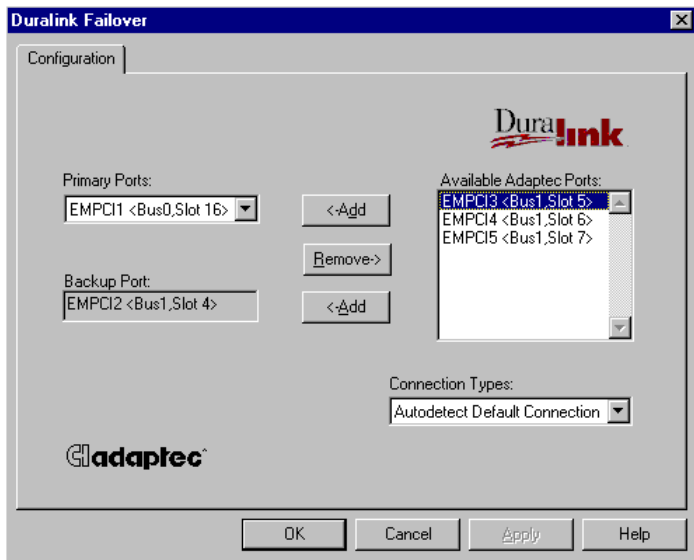 Duralink Failover
Configuration
Duralink
Primary Ports:
EMPCI1 <Bus0,Slot 16>
<-Add
Available Adaptec Ports:
EMPCI3 <Bus1,Slot 5>
EMPCI4 <Bus1,Slot 6>
EMPCI5 <Bus1,Slot 7>
Remove->
Backup Port:
EMPCI2 <Bus1,Slot 4>
<-Add
Connection Types:
Autodetect Default Connection
adaptec
OK
Cancel
Apply
Help